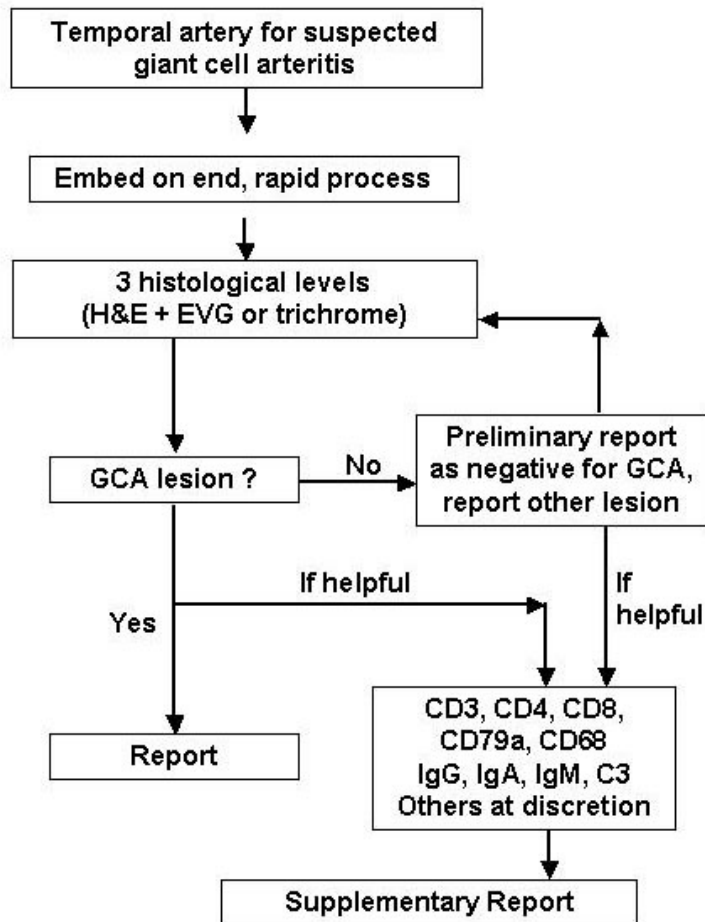 Temporal artery for suspected
giant cell arteritis
Embed on end, rapid process
3 histological levels
(H&E + EVG or trichrome)
GCA lesion ?
No
Preliminary report
as negative for GCA,
report other lesion
Yes
If helpful
If
helpful
Report
CD3, CD4, CD8,
CD79a, CD68
IgG, IgA, IgM, C3
Others at discretion
Supplementary Report